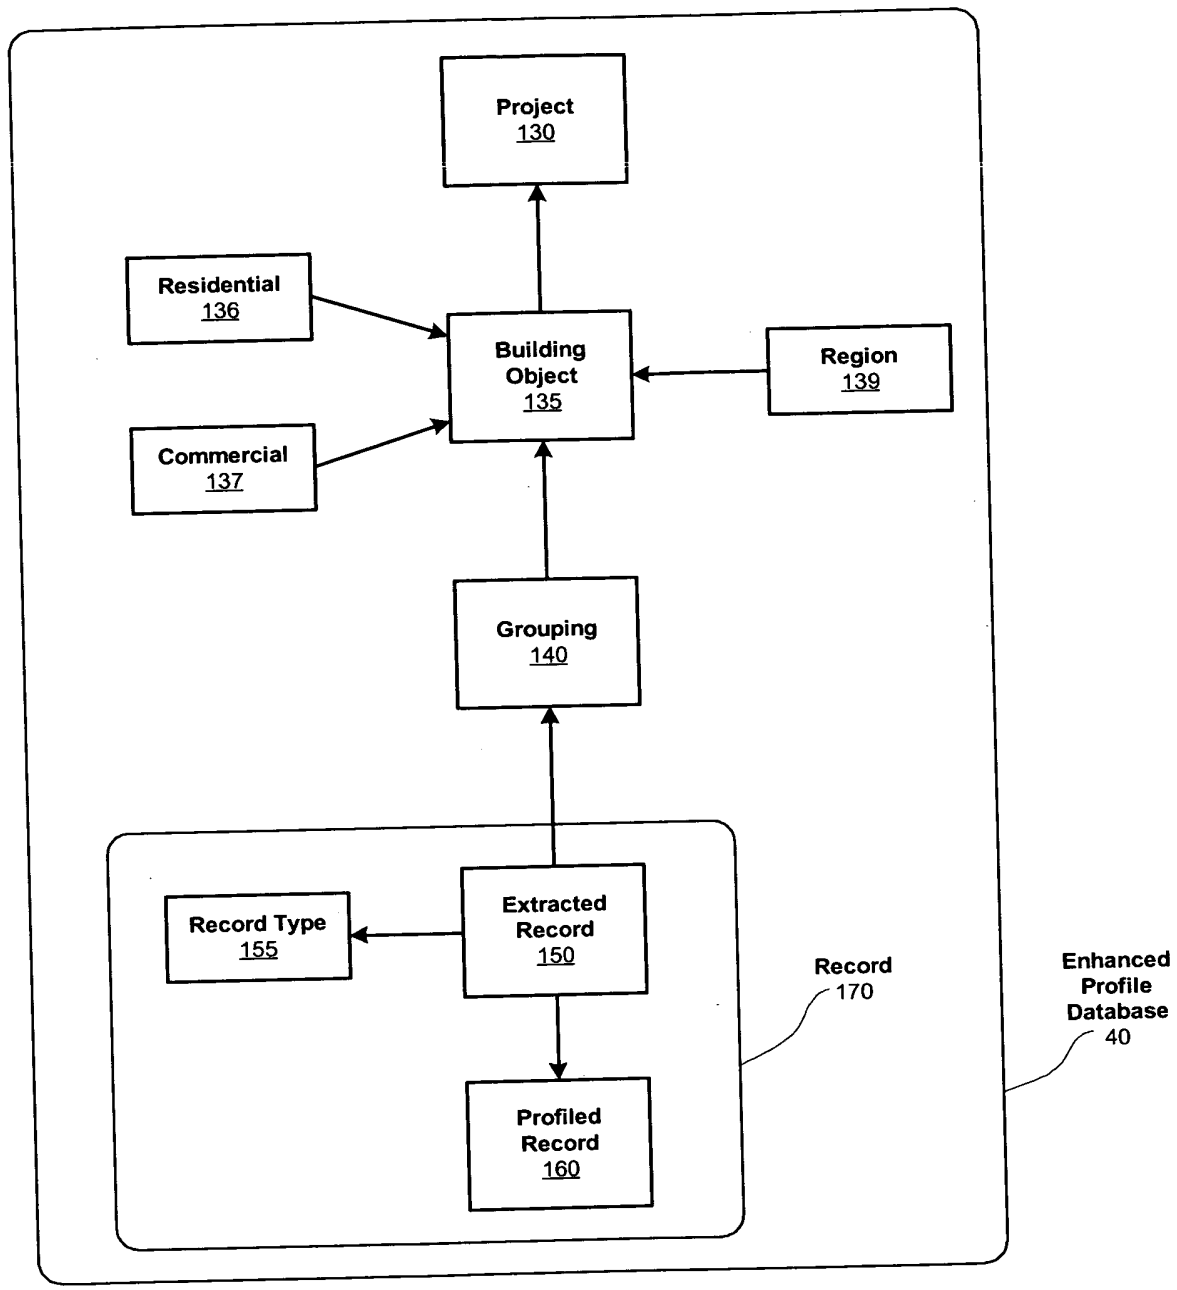 Project
130
Residential
136
Building
Object
135
Region
139
Commercial
137
Grouping
140
Extracted
Record
150
Record Type
155
Record
170
Enhanced
Profile
Database
40
Profiled
Record
160